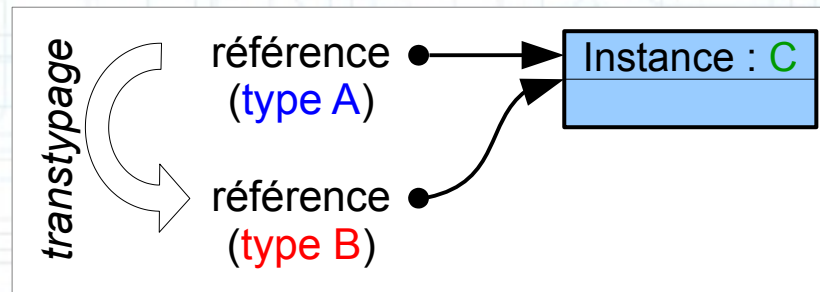 transtypage
référence
(type A)
Instance : C
référence
(type B)